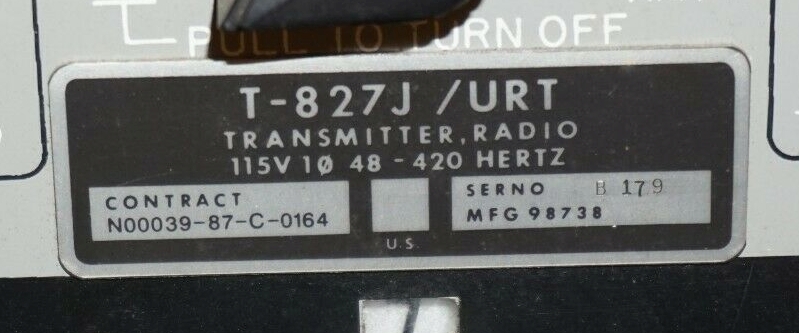 PULL TO TURN OFF
T-827J /URT
TRANSMITTER, RADIO
115V 1Ø 48-420 HERTZ
CONTRACT
N00039-87-C-0164
U.S.
SERNO B 179
MFG 98738